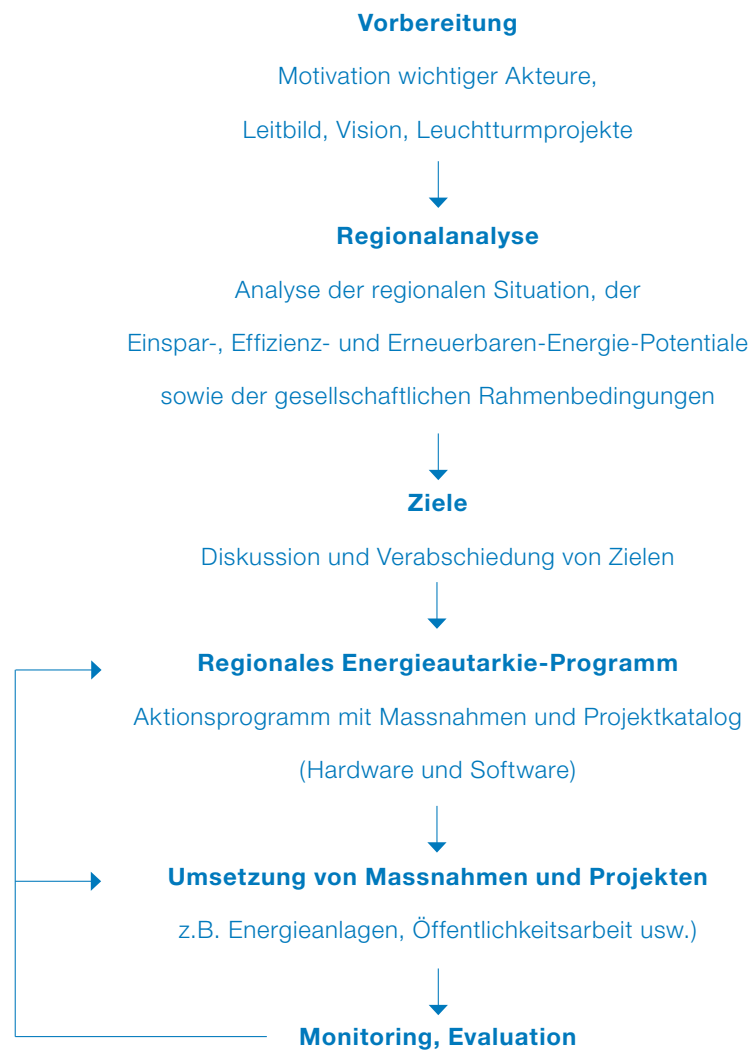 Vorbereitung
Motivation wichtiger Akteure,
Leitbild, Vision, Leuchtturmprojekte
Regionalanalyse
Analyse der regionalen Situation, der
Einspar-, Effizienz- und Erneuerbaren-Energie-Potentiale
sowie der gesellschaftlichen Rahmenbedingungen
Ziele
Diskussion und Verabschiedung von Zielen
Regionales Energieautarkie-Programm
Aktionsprogramm mit Massnahmen und Projektkatalog
(Hardware und Software)
Umsetzung von Massnahmen und Projekten
z.B. Energieanlagen, Öffentlichkeitsarbeit usw.)
Monitoring, Evaluation